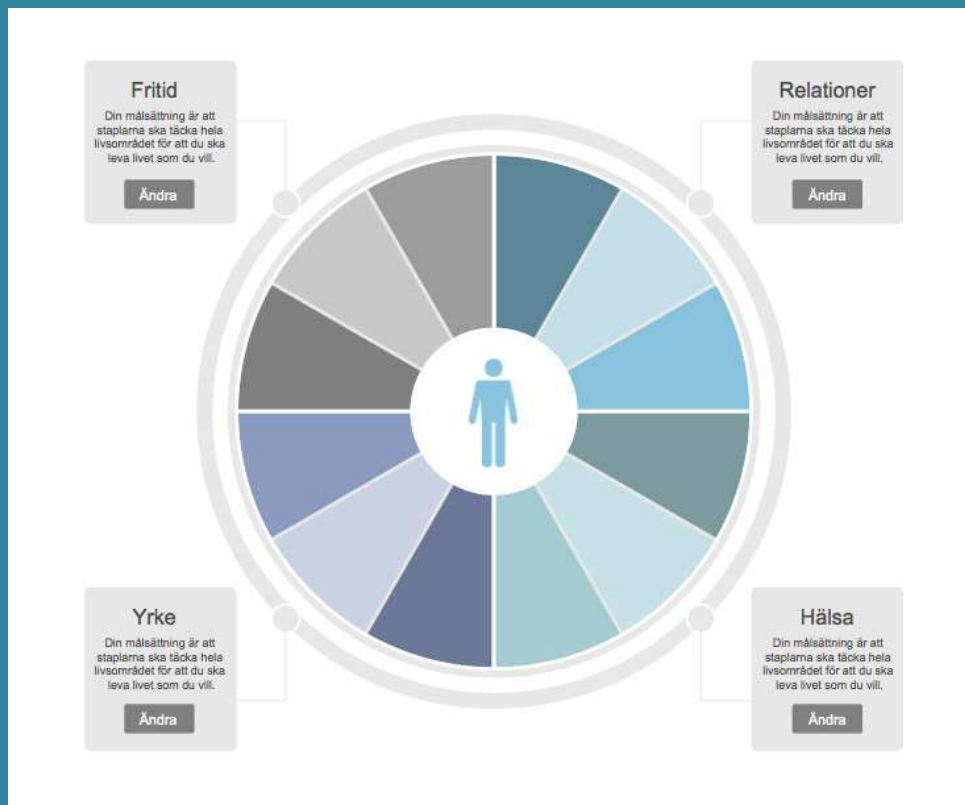 Fritid
Din målsättning är att
staplarna ska täcka hela
livsområdet för att du ska
leva livet som du vill.
Ändra
Relationer
Din målsättning är att
staplarna ska täcka hela
livsområdet för att du ska
leva livet som du vill.
Ändra
Yrke
Din målsättning är att
staplarna ska täcka hela
livsområdet för att du ska
leva livet som du vill.
Ändra
Hälsa
Din målsättning är att
staplarna ska täcka hela
livsområdet för att du ska
leva livet som du vill.
Ändra